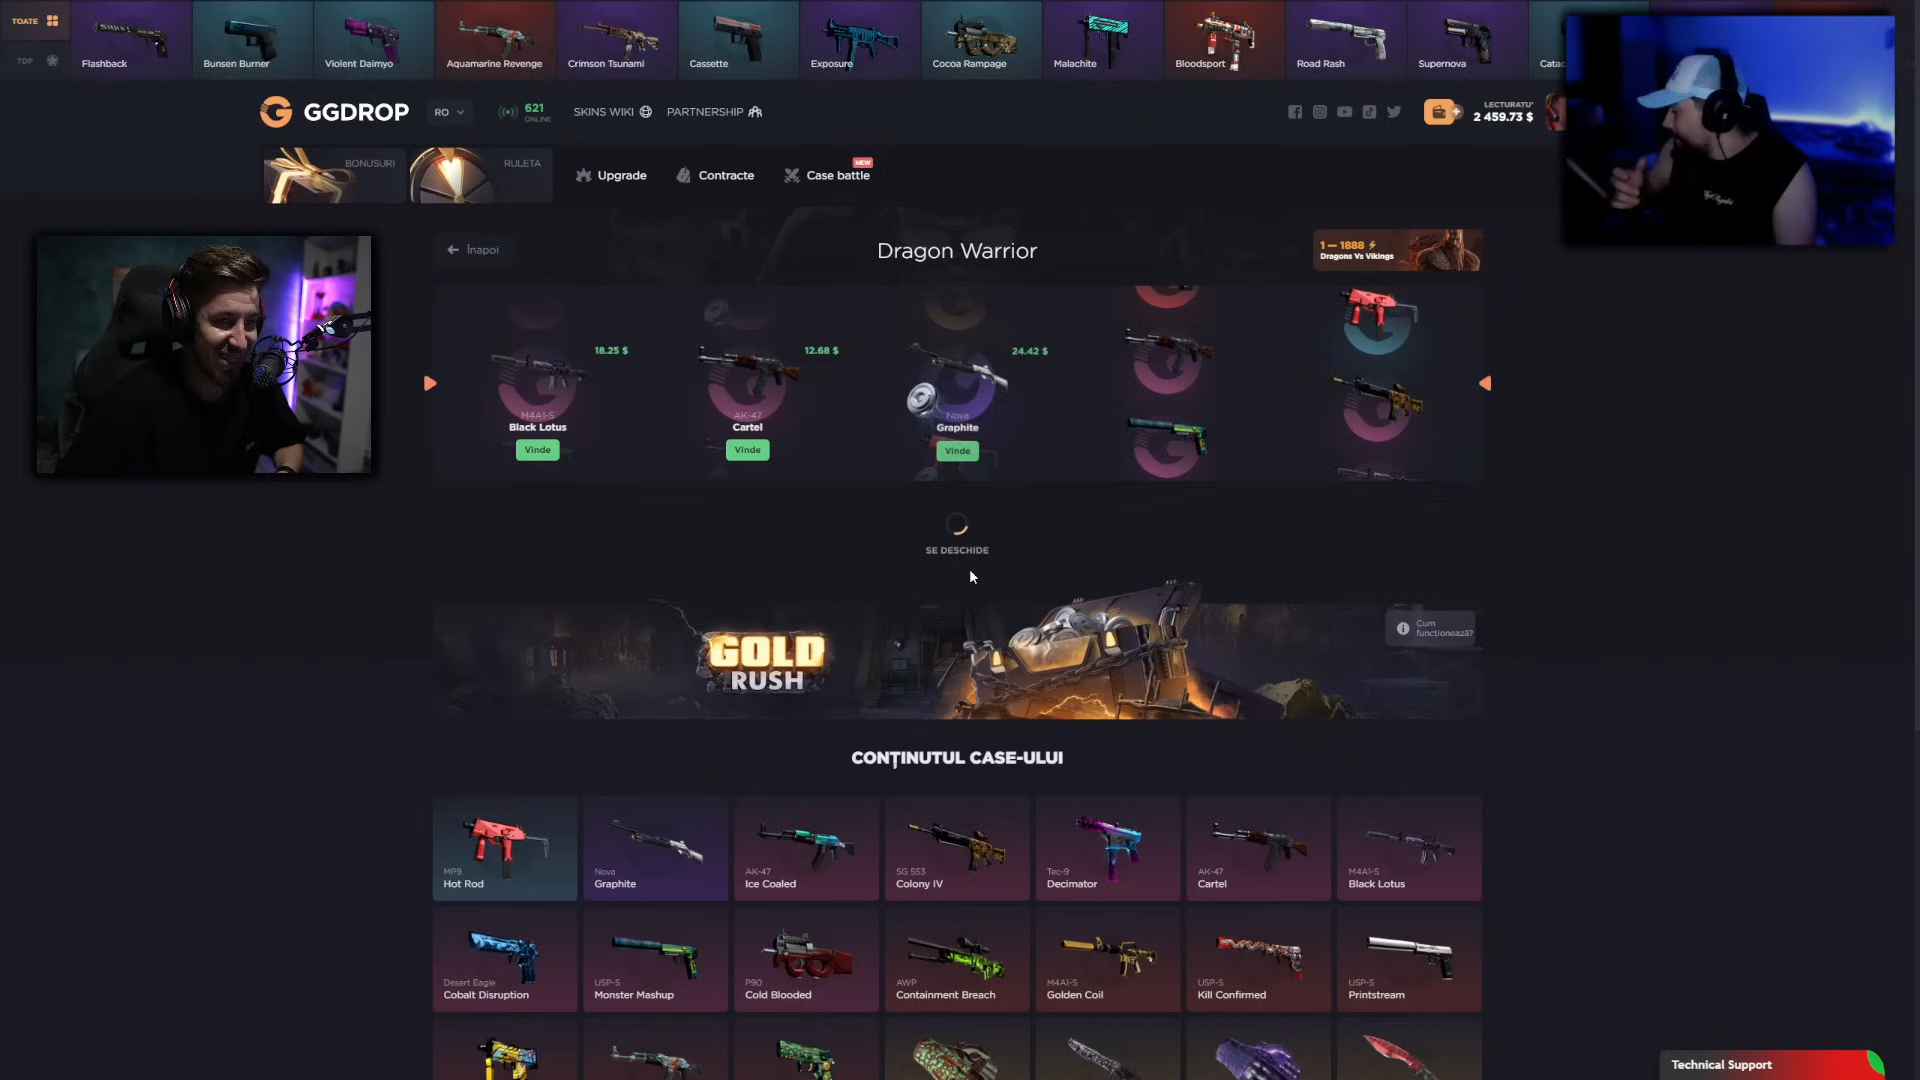 TOATE
TOP
Flashback
Bunsen Burner
Violent Daimyo
Aquamarine Revenge
Crimson Tsunami
Cassette
Exposure
Cocoa Rampage
Malachite
Bloodsport
Road Rash
Supernova
GGDROP
RO
621
ONLINE
SKINS WIKI
PARTNERSHIP
LECTURATU'
2 459.73 $
BONUSURI
RULETA
Upgrade
Contracte
Case battle
NEW
Înapoi
Dragon Warrior
1 — 1888
Dragons Vs Vikings
18.25 $
12.68 $
24.42 $
M4A1-S
Black Lotus
Vinde
AK-47
Cartel
Vinde
Nova
Graphite
Vinde
SE DESCHIDE
GOLD
RUSH
Cum
funcționează?
CONȚINUTUL CASE-ULUI
MP9
Hot Rod
Nova
Graphite
AK-47
Ice Coaled
SG 553
Colony IV
Tec-9
Decimator
AK-47
Cartel
M4A1-S
Black Lotus
Desert Eagle
Cobalt Disruption
USP-S
Monster Mashup
P90
Cold Blooded
AWP
Containment Breach
M4A1-S
Golden Coil
USP-S
Kill Confirmed
USP-S
Printstream
Technical Support